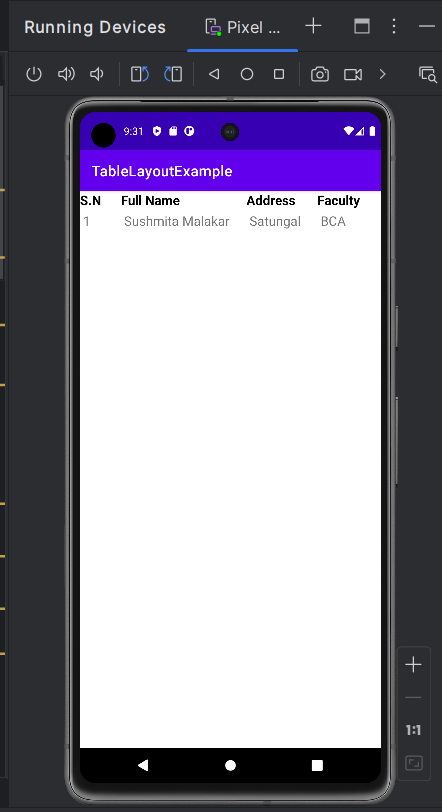 Running Devices Pixel ...
9:31
TableLayoutExample
S.N Full Name Address Faculty
1 Sushmita Malakar Satungal BCA
1:1